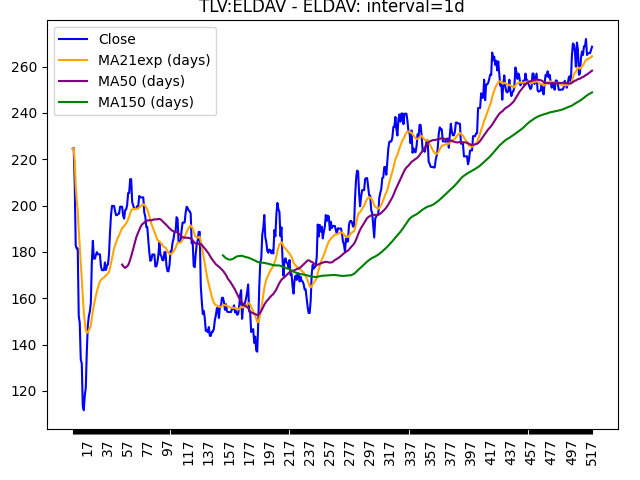 TLV:ELDAV - ELDAV: interval=1d
Close
MA21exp (days)
MA50 (days)
MA150 (days)
260
240
220
200
180
160
140
120
17 37 57 77 97 117 137 157 177 197 217 237 257 277 297 317 337 357 377 397 417 437 457 477 497 517